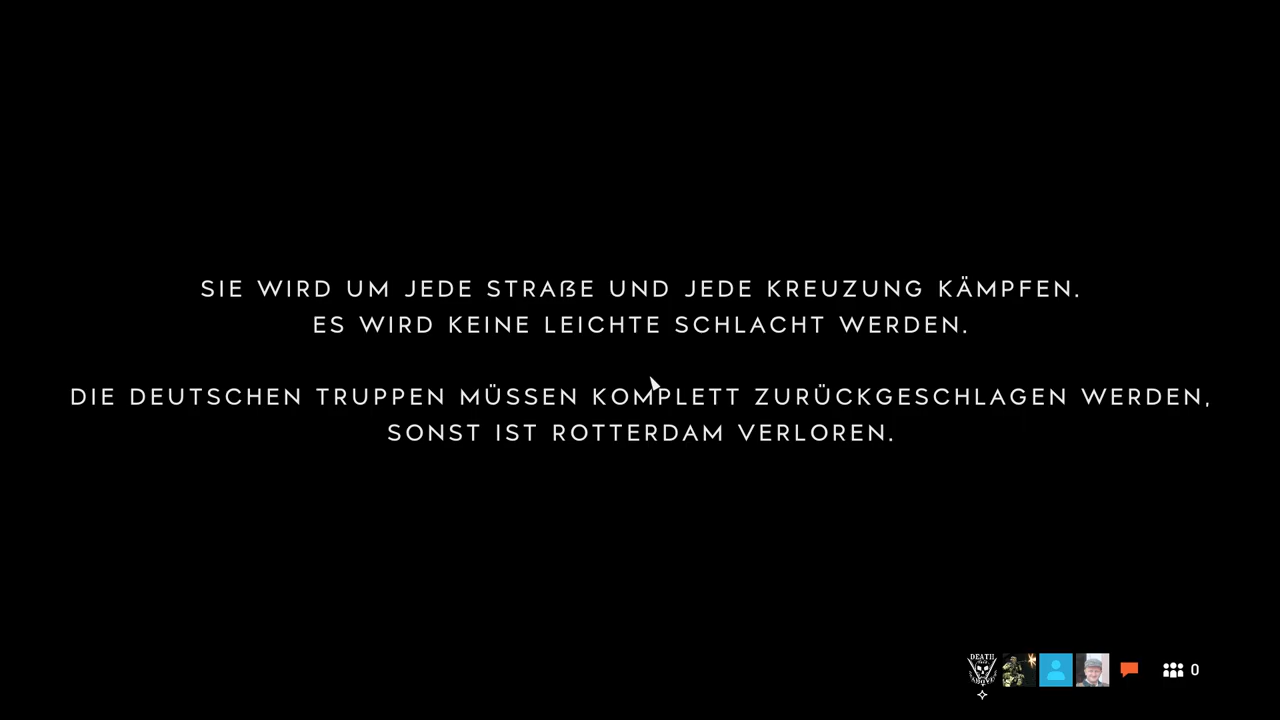 SIE WIRD UM JEDE STRAßE UND JEDE KREUZUNG KÄMPFEN.
ES WIRD KEINE LEICHTE SCHLACHT WERDEN.
DIE DEUTSCHEN TRUPPEN MÜSSEN KOMPLETT ZURÜCKGESCHLAGEN WERDEN,
SONST IST ROTTERDAM VERLOREN.
DEATH
0